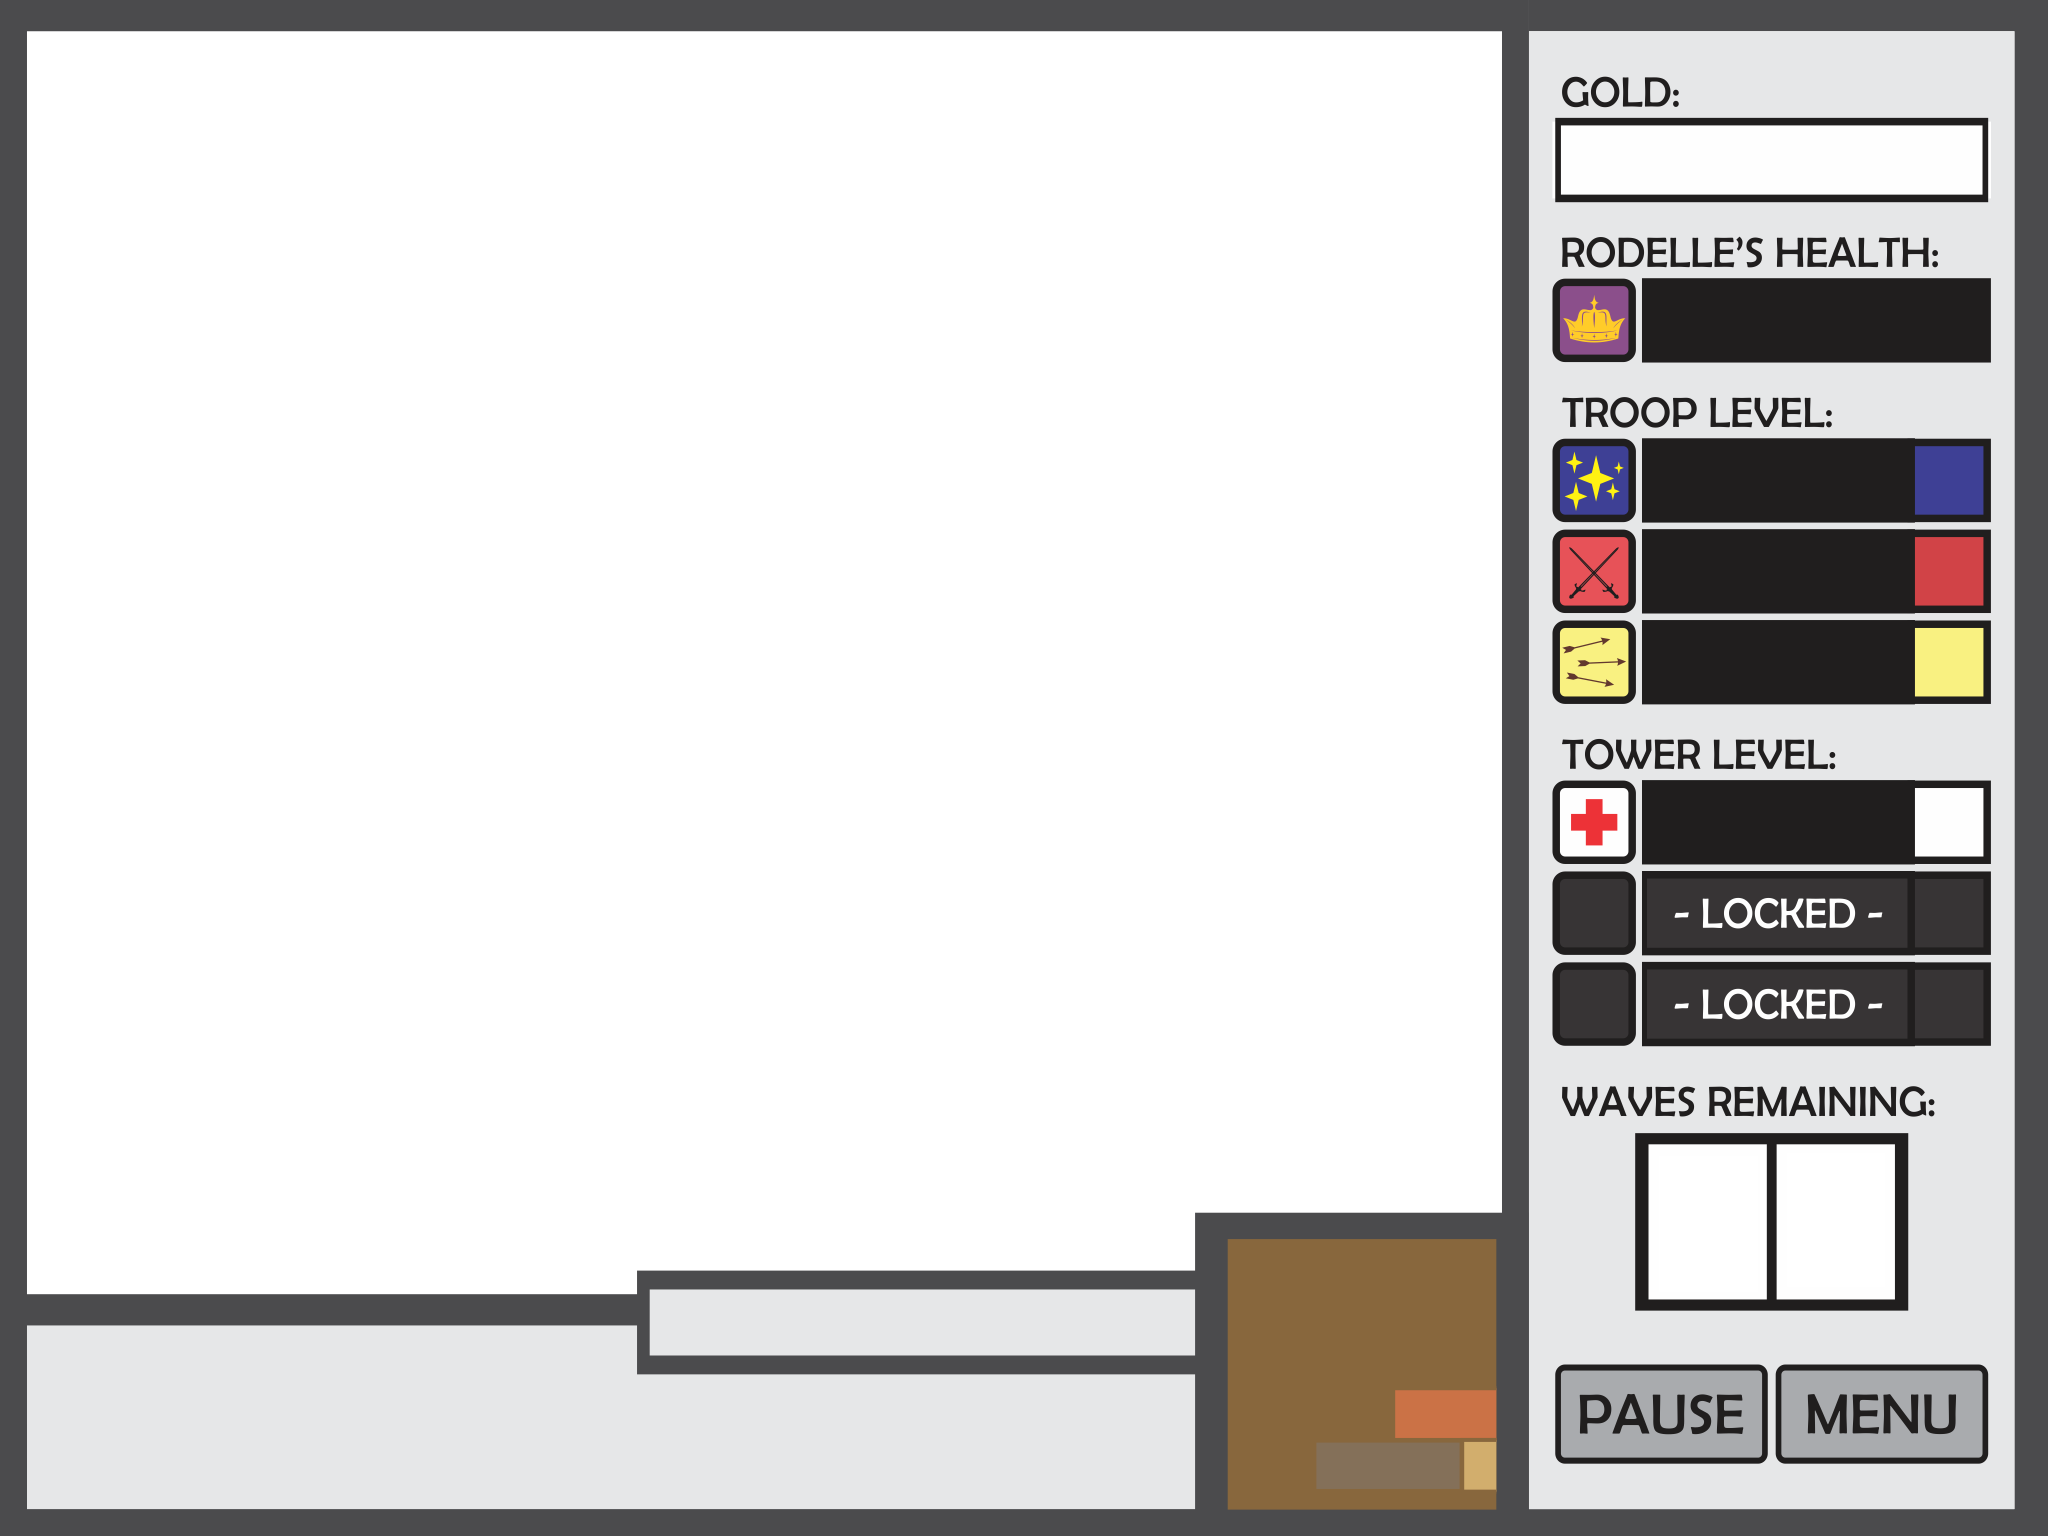 GOLD:
RODELLE'S HEALTH:
TROOP LEVEL:
TOWER LEVEL:
- LOCKED -
- LOCKED -
WAVES REMAINING:
PAUSE MENU